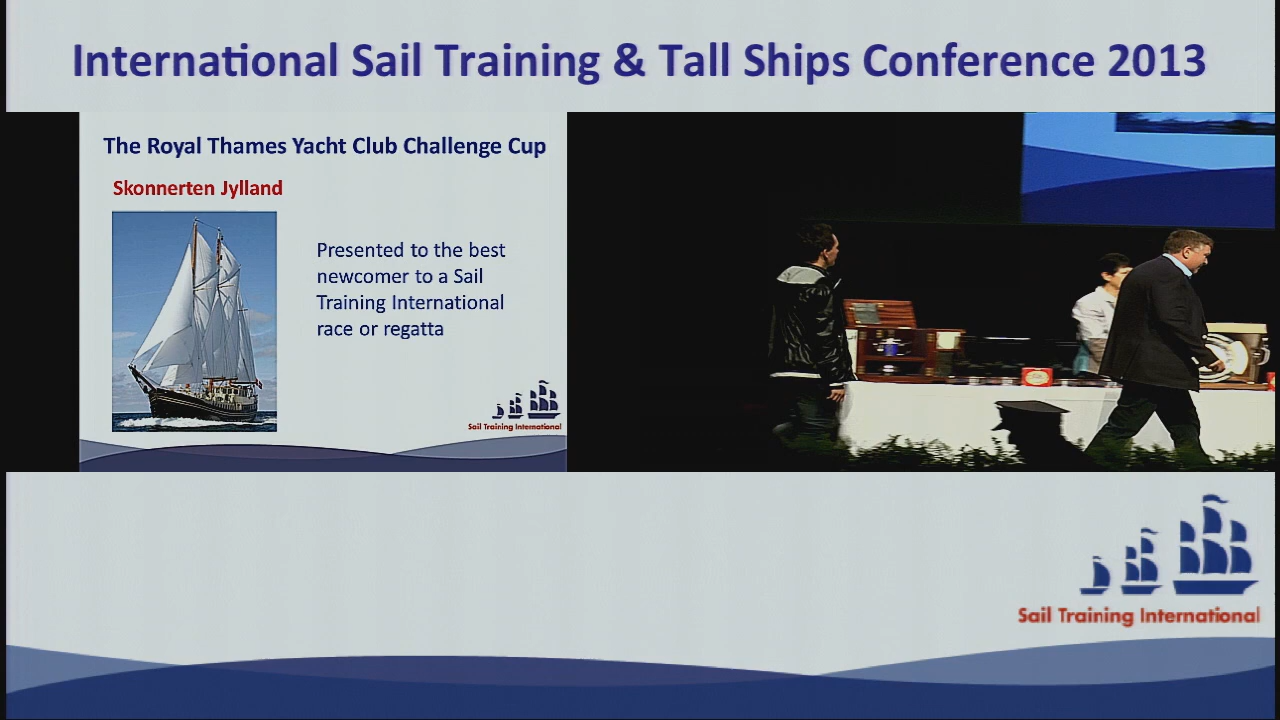 International Sail Training & Tall Ships Conference 2013
The Royal Thames Yacht Club Challenge Cup
Skonnerten Jylland
Presented to the best
newcomer to a Sail
Training International
race or regatta
Sail Training International
Sail Training International